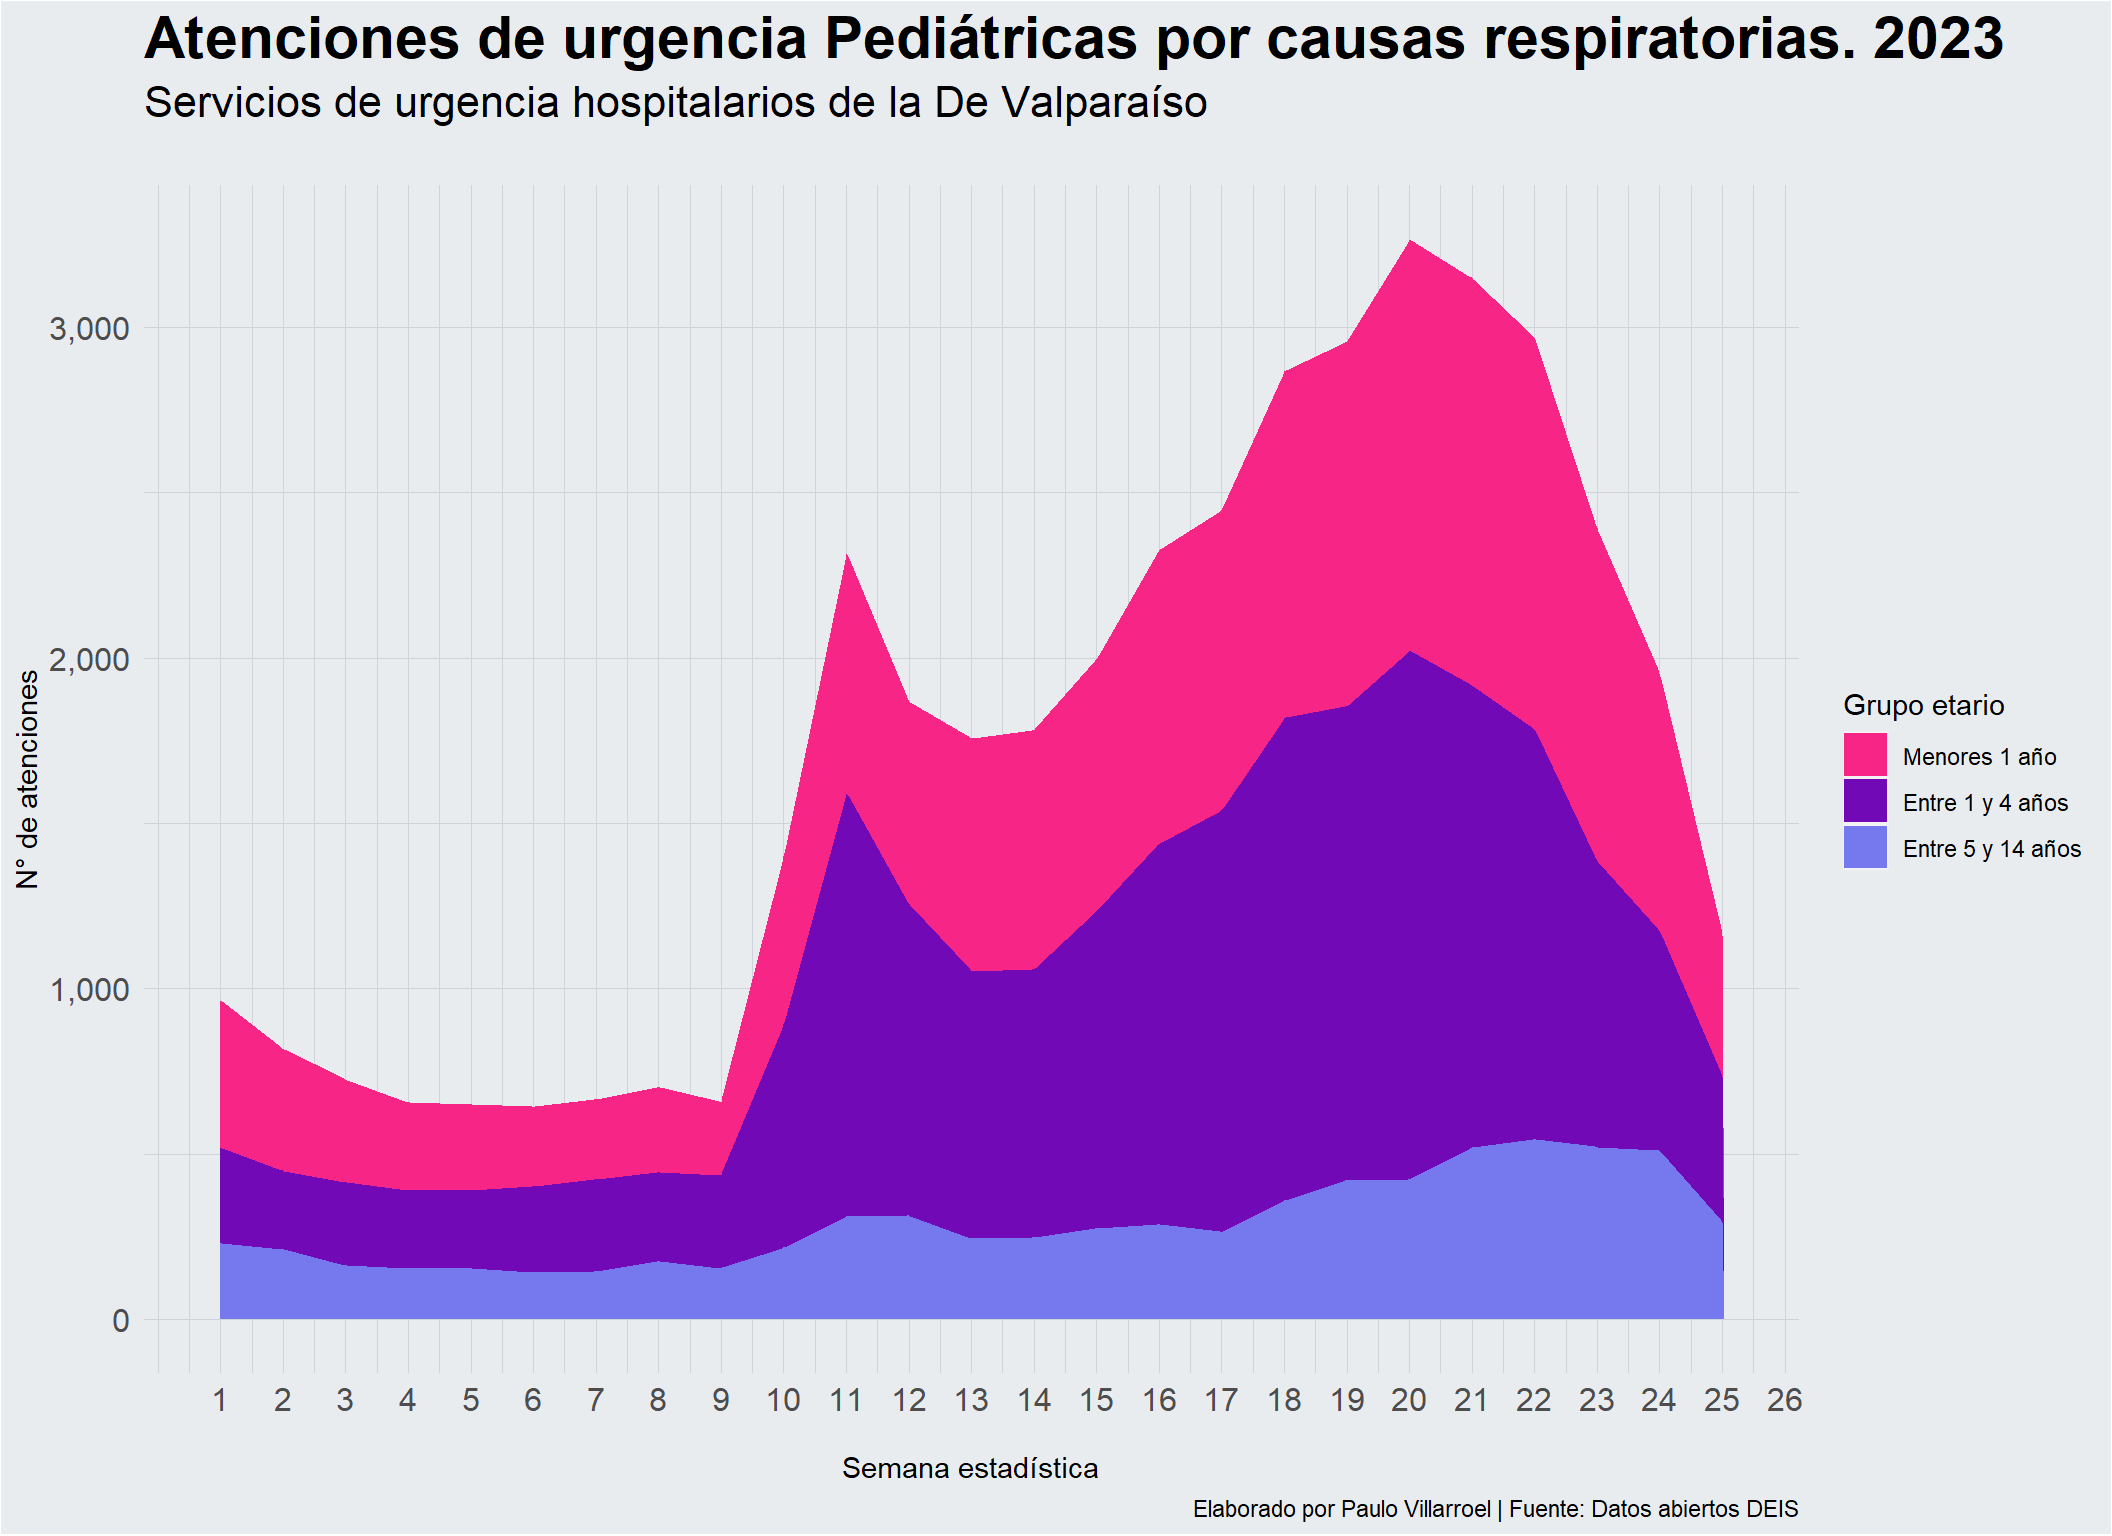 Atenciones de urgencia Pediátricas por causas respiratorias. 2023
Servicios de urgencia hospitalarios de la De Valparaíso
N° de atenciones
3,000
2,000
1,000
0
1 2 3 4 5 6 7 8 9 10 11 12 13 14 15 16 17 18 19 20 21 22 23 24 25 26
Semana estadística
Grupo etario
Menores 1 año
Entre 1 y 4 años
Entre 5 y 14 años
Elaborado por Paulo Villarroel | Fuente: Datos abiertos DEIS